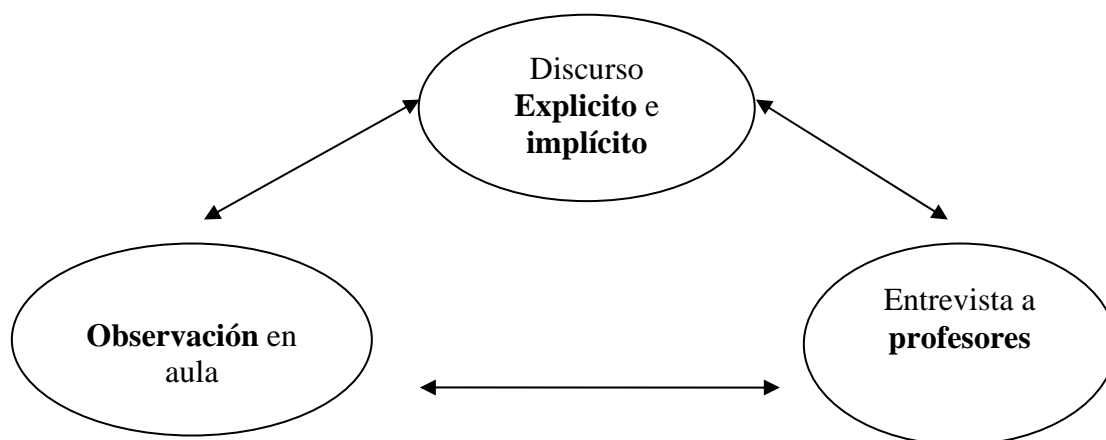 Discurso
Explicito e
implícito
Observación en
aula
Entrevista a
profesores